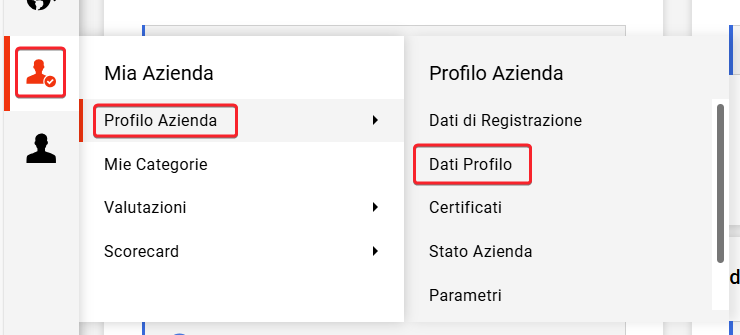 Mia Azienda
Profilo Azienda
Mie Categorie
Valutazioni
Scorecard
Profilo Azienda
Dati di Registrazione
Dati Profilo
Certificati
Stato Azienda
Parametri
d